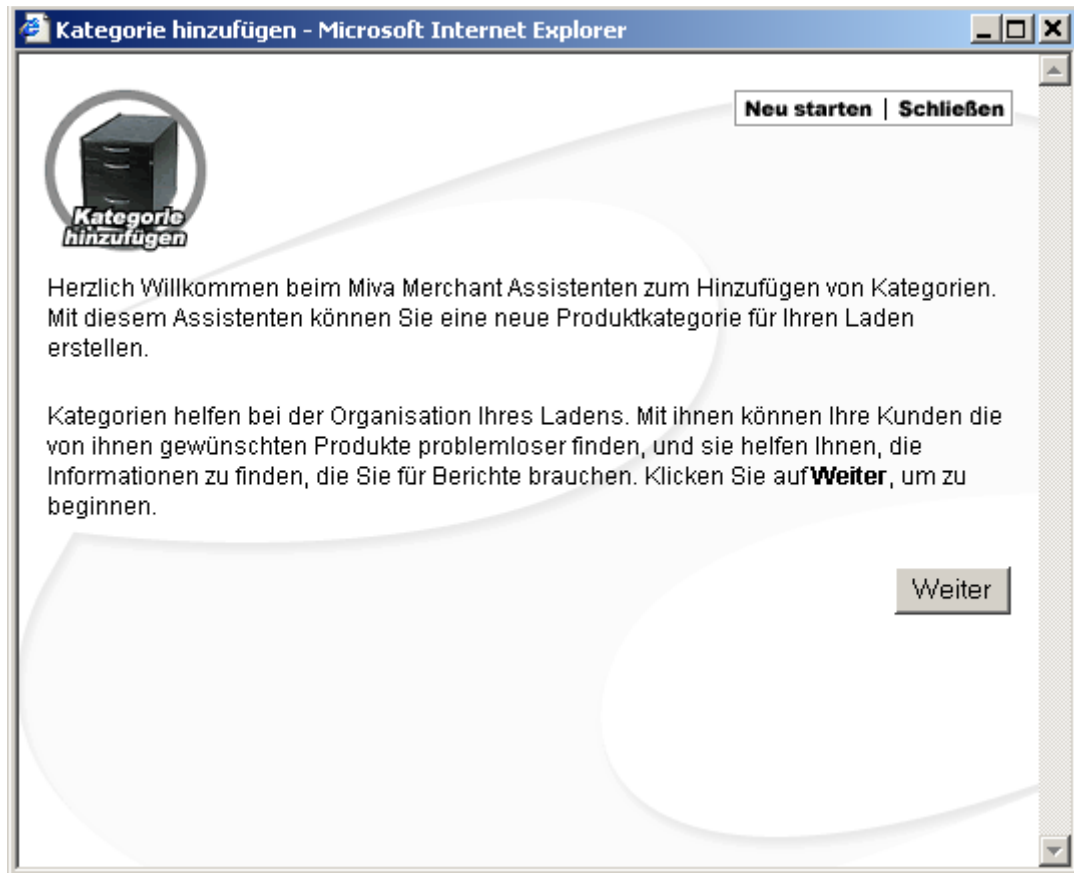 Kategorie hinzufügen - Microsoft Internet Explorer
Neu starten | Schließen
Kategorie
hinzufügen
Herzlich Willkommen beim Miva Merchant Assistenten zum Hinzufügen von Kategorien.
Mit diesem Assistenten können Sie eine neue Produktkategorie für Ihren Laden
erstellen.
Kategorien helfen bei der Organisation Ihres Ladens. Mit ihnen können Ihre Kunden die
von ihnen gewünschten Produkte problemloser finden, und sie helfen Ihnen, die
Informationen zu finden, die Sie für Berichte brauchen. Klicken Sie auf Weiter, um zu
beginnen.
Weiter